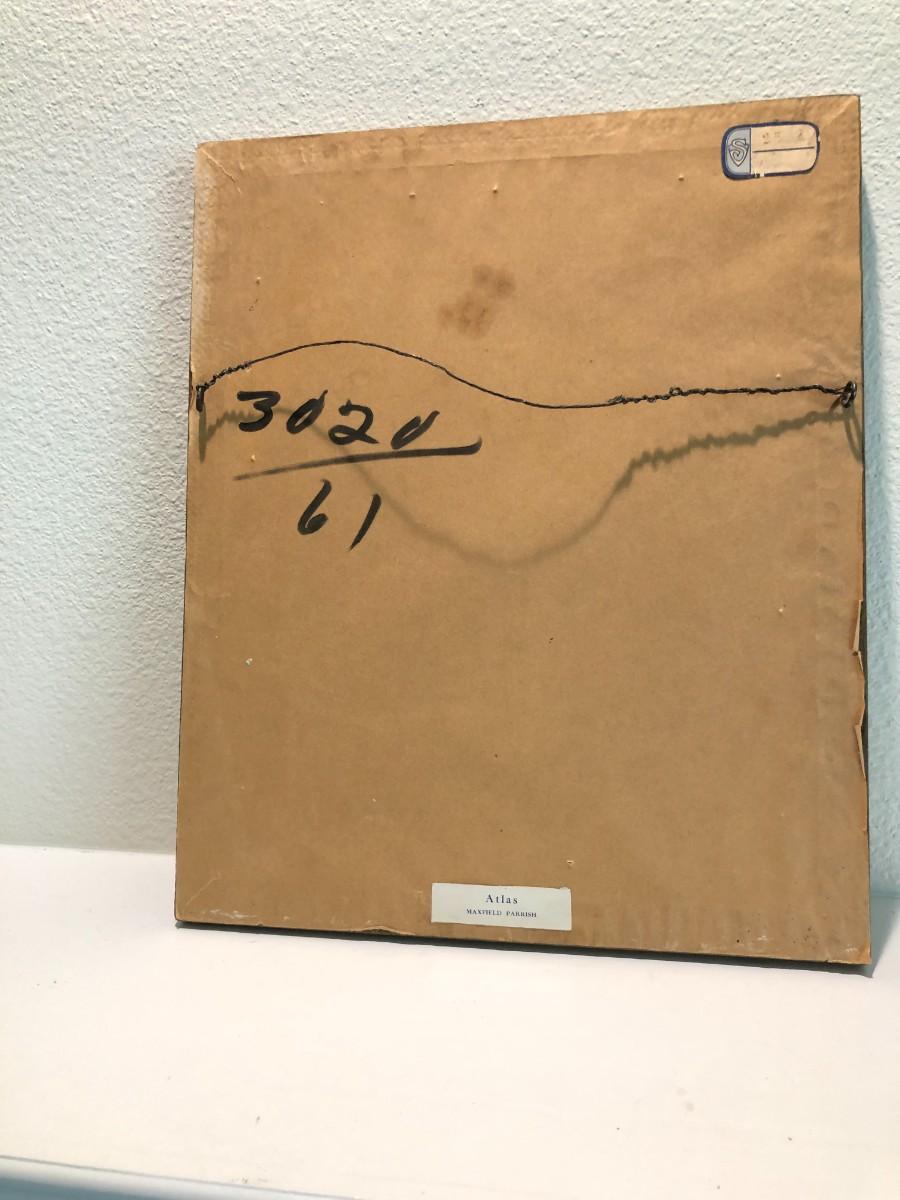 S
3020
61
Atlas
MAXFIELD PARRISH